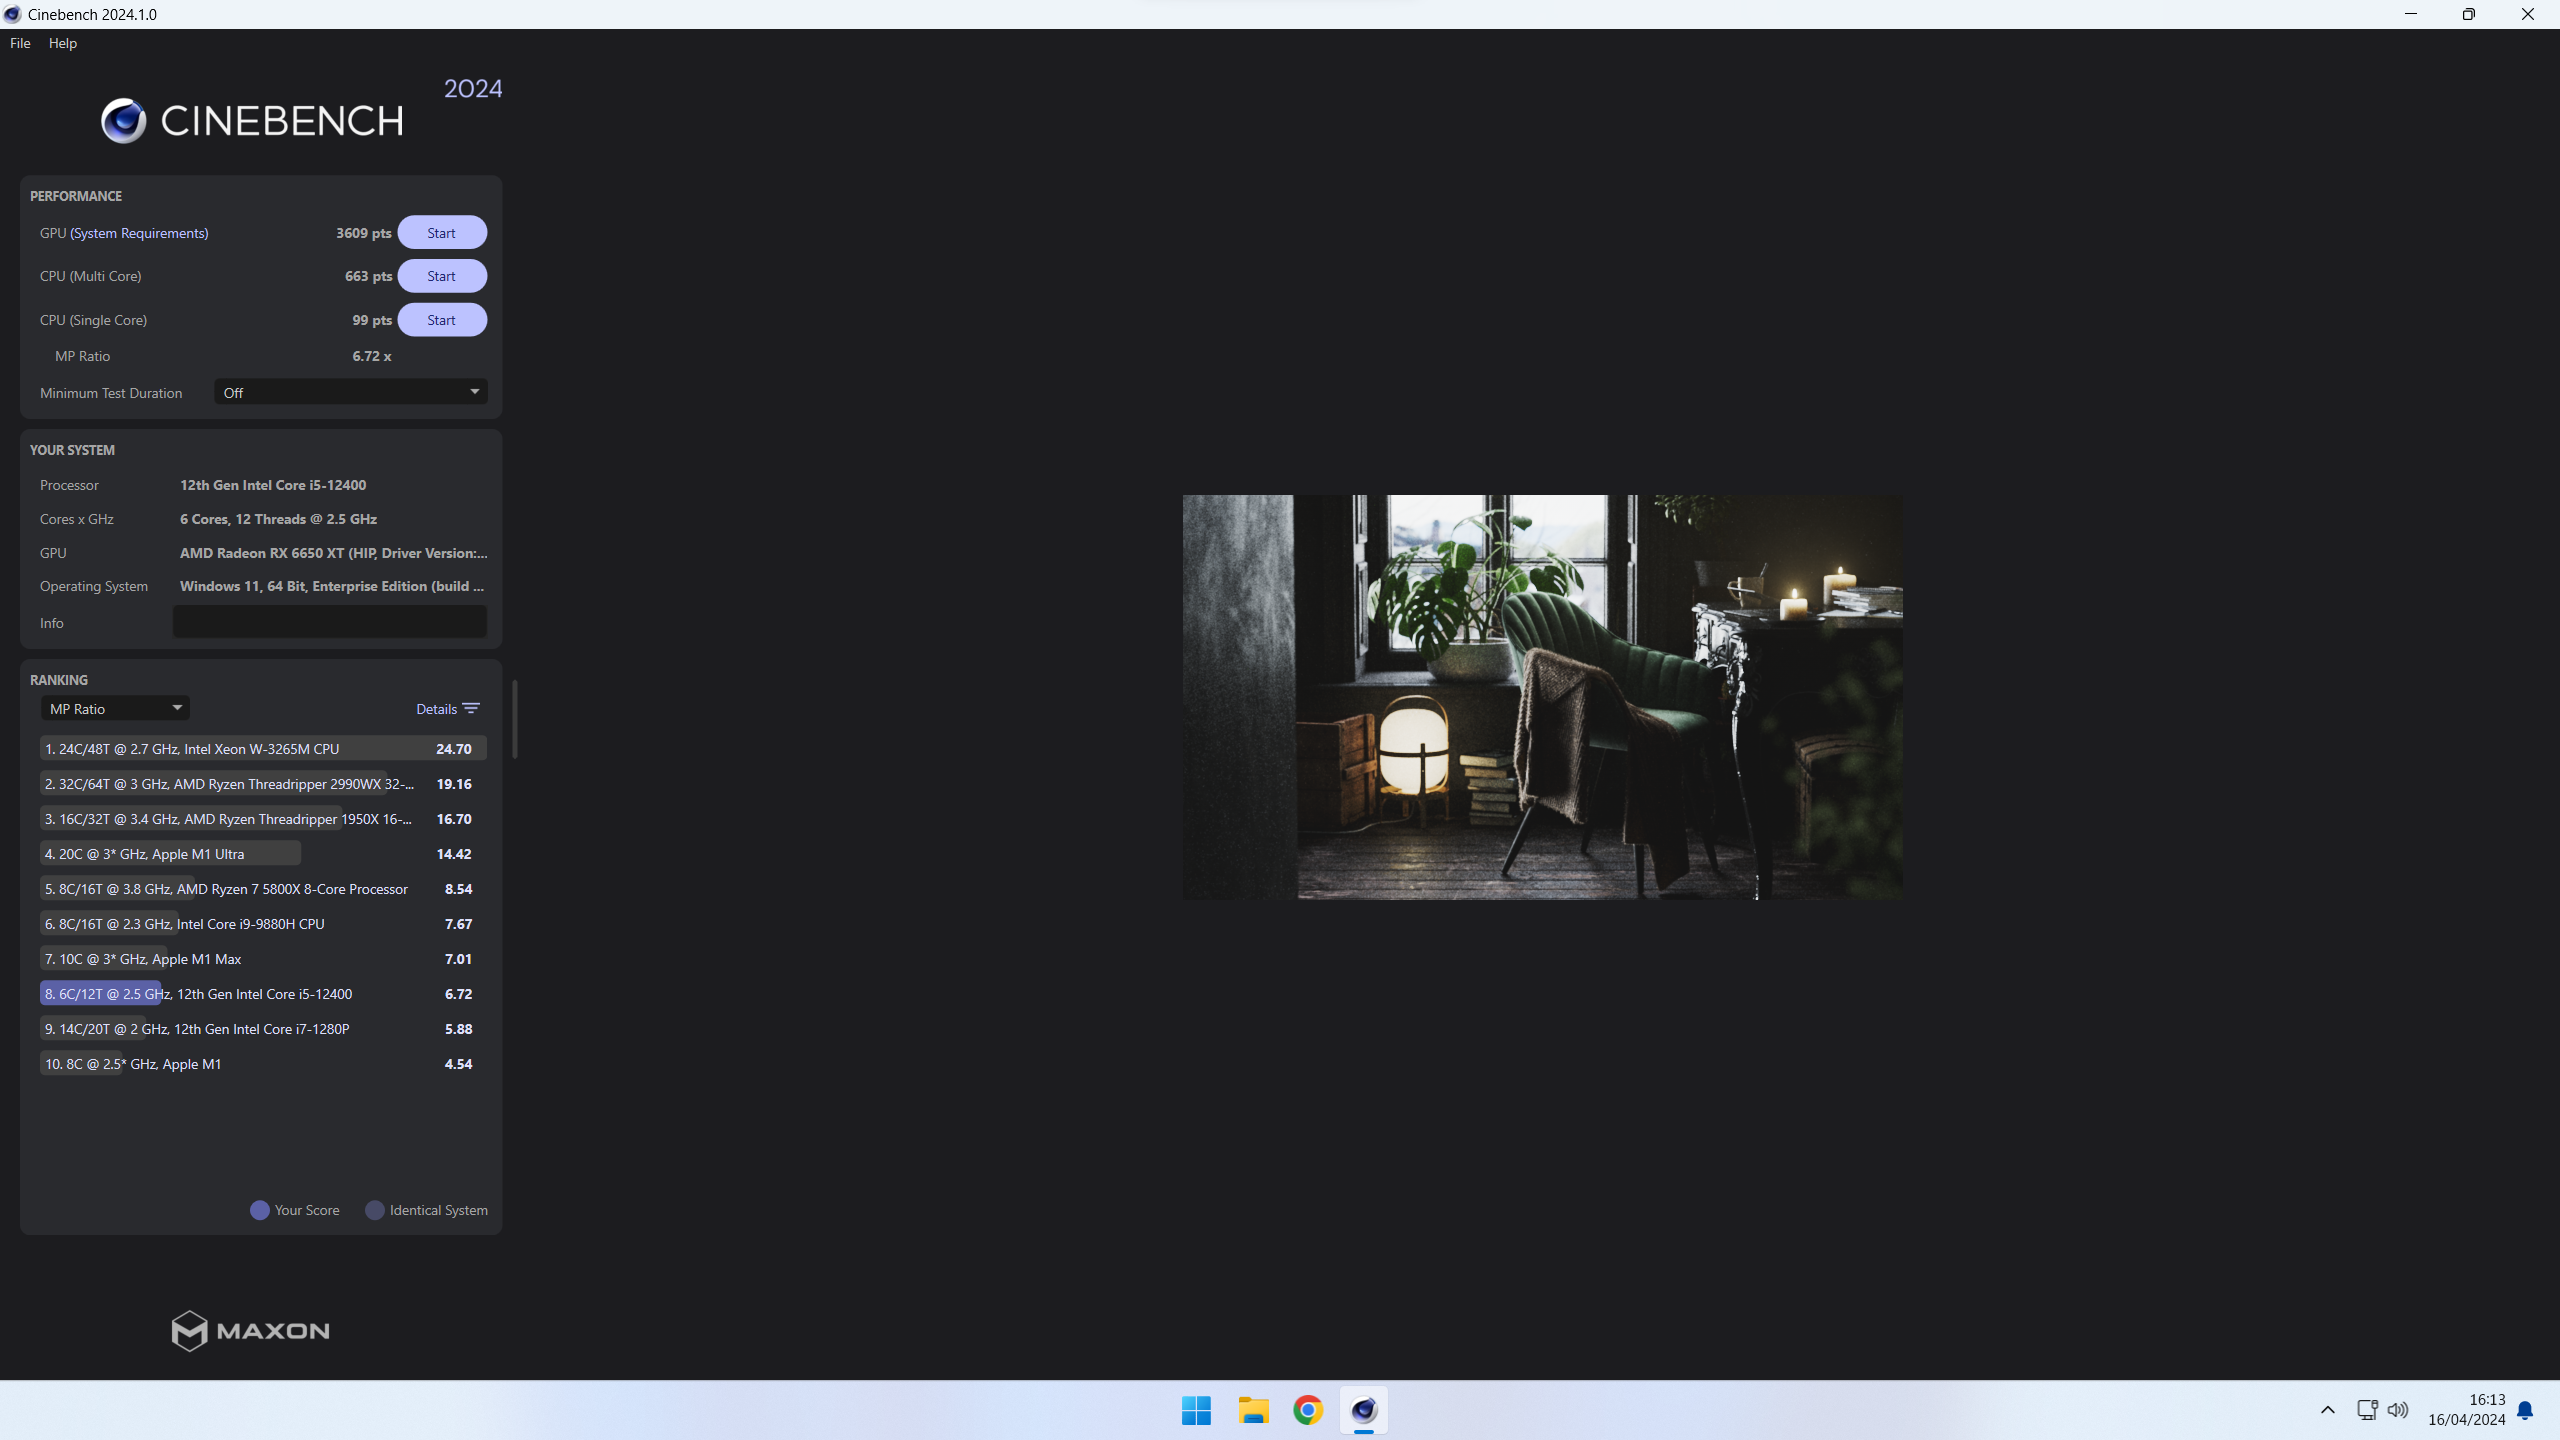 Cinebench 2024.1.0
File Help
2024
CINEBENCH
PERFORMANCE
GPU (System Requirements) 3609 pts Start
CPU (Multi Core) 663 pts Start
CPU (Single Core) 99 pts Start
MP Ratio 6.72 x
Minimum Test Duration Off
YOUR SYSTEM
Processor 12th Gen Intel Core i5-12400
Cores x GHz 6 Cores, 12 Threads @ 2.5 GHz
GPU AMD Radeon RX 6650 XT (HIP, Driver Version:...
Operating System Windows 11, 64 Bit, Enterprise Edition (build ...
Info
RANKING
MP Ratio Details
1. 24C/48T @ 2.7 GHz, Intel Xeon W-3265M CPU 24.70
2. 32C/64T @ 3 GHz, AMD Ryzen Threadripper 2990WX 32-... 19.16
3. 16C/32T @ 3.4 GHz, AMD Ryzen Threadripper 1950X 16-... 16.70
4. 20C @ 3* GHz, Apple M1 Ultra 14.42
5. 8C/16T @ 3.8 GHz, AMD Ryzen 7 5800X 8-Core Processor 8.54
6. 8C/16T @ 2.3 GHz, Intel Core i9-9880H CPU 7.67
7. 10C @ 3* GHz, Apple M1 Max 7.01
8. 6C/12T @ 2.5 GHz, 12th Gen Intel Core i5-12400 6.72
9. 14C/20T @ 2 GHz, 12th Gen Intel Core i7-1280P 5.88
10. 8C @ 2.5* GHz, Apple M1 4.54
Your Score Identical System
MAXON
16:13
16/04/2024